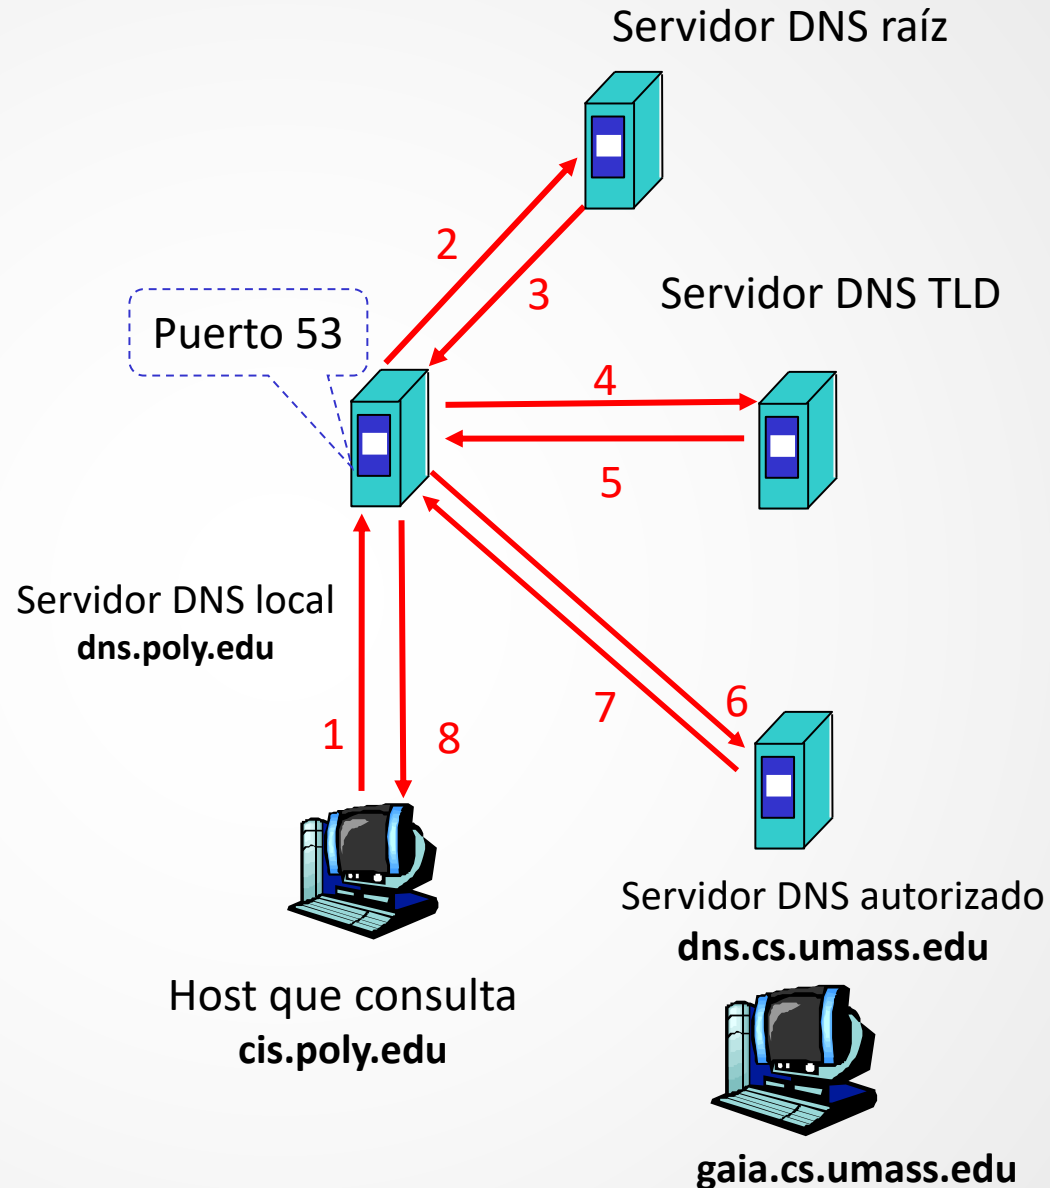 Servidor DNS raíz
2
3
Servidor DNS TLD
Puerto 53
4
5
Servidor DNS local
dns.poly.edu
1
8
7
6
Servidor DNS autorizado
dns.cs.umass.edu
Host que consulta
cis.poly.edu
gaia.cs.umass.edu